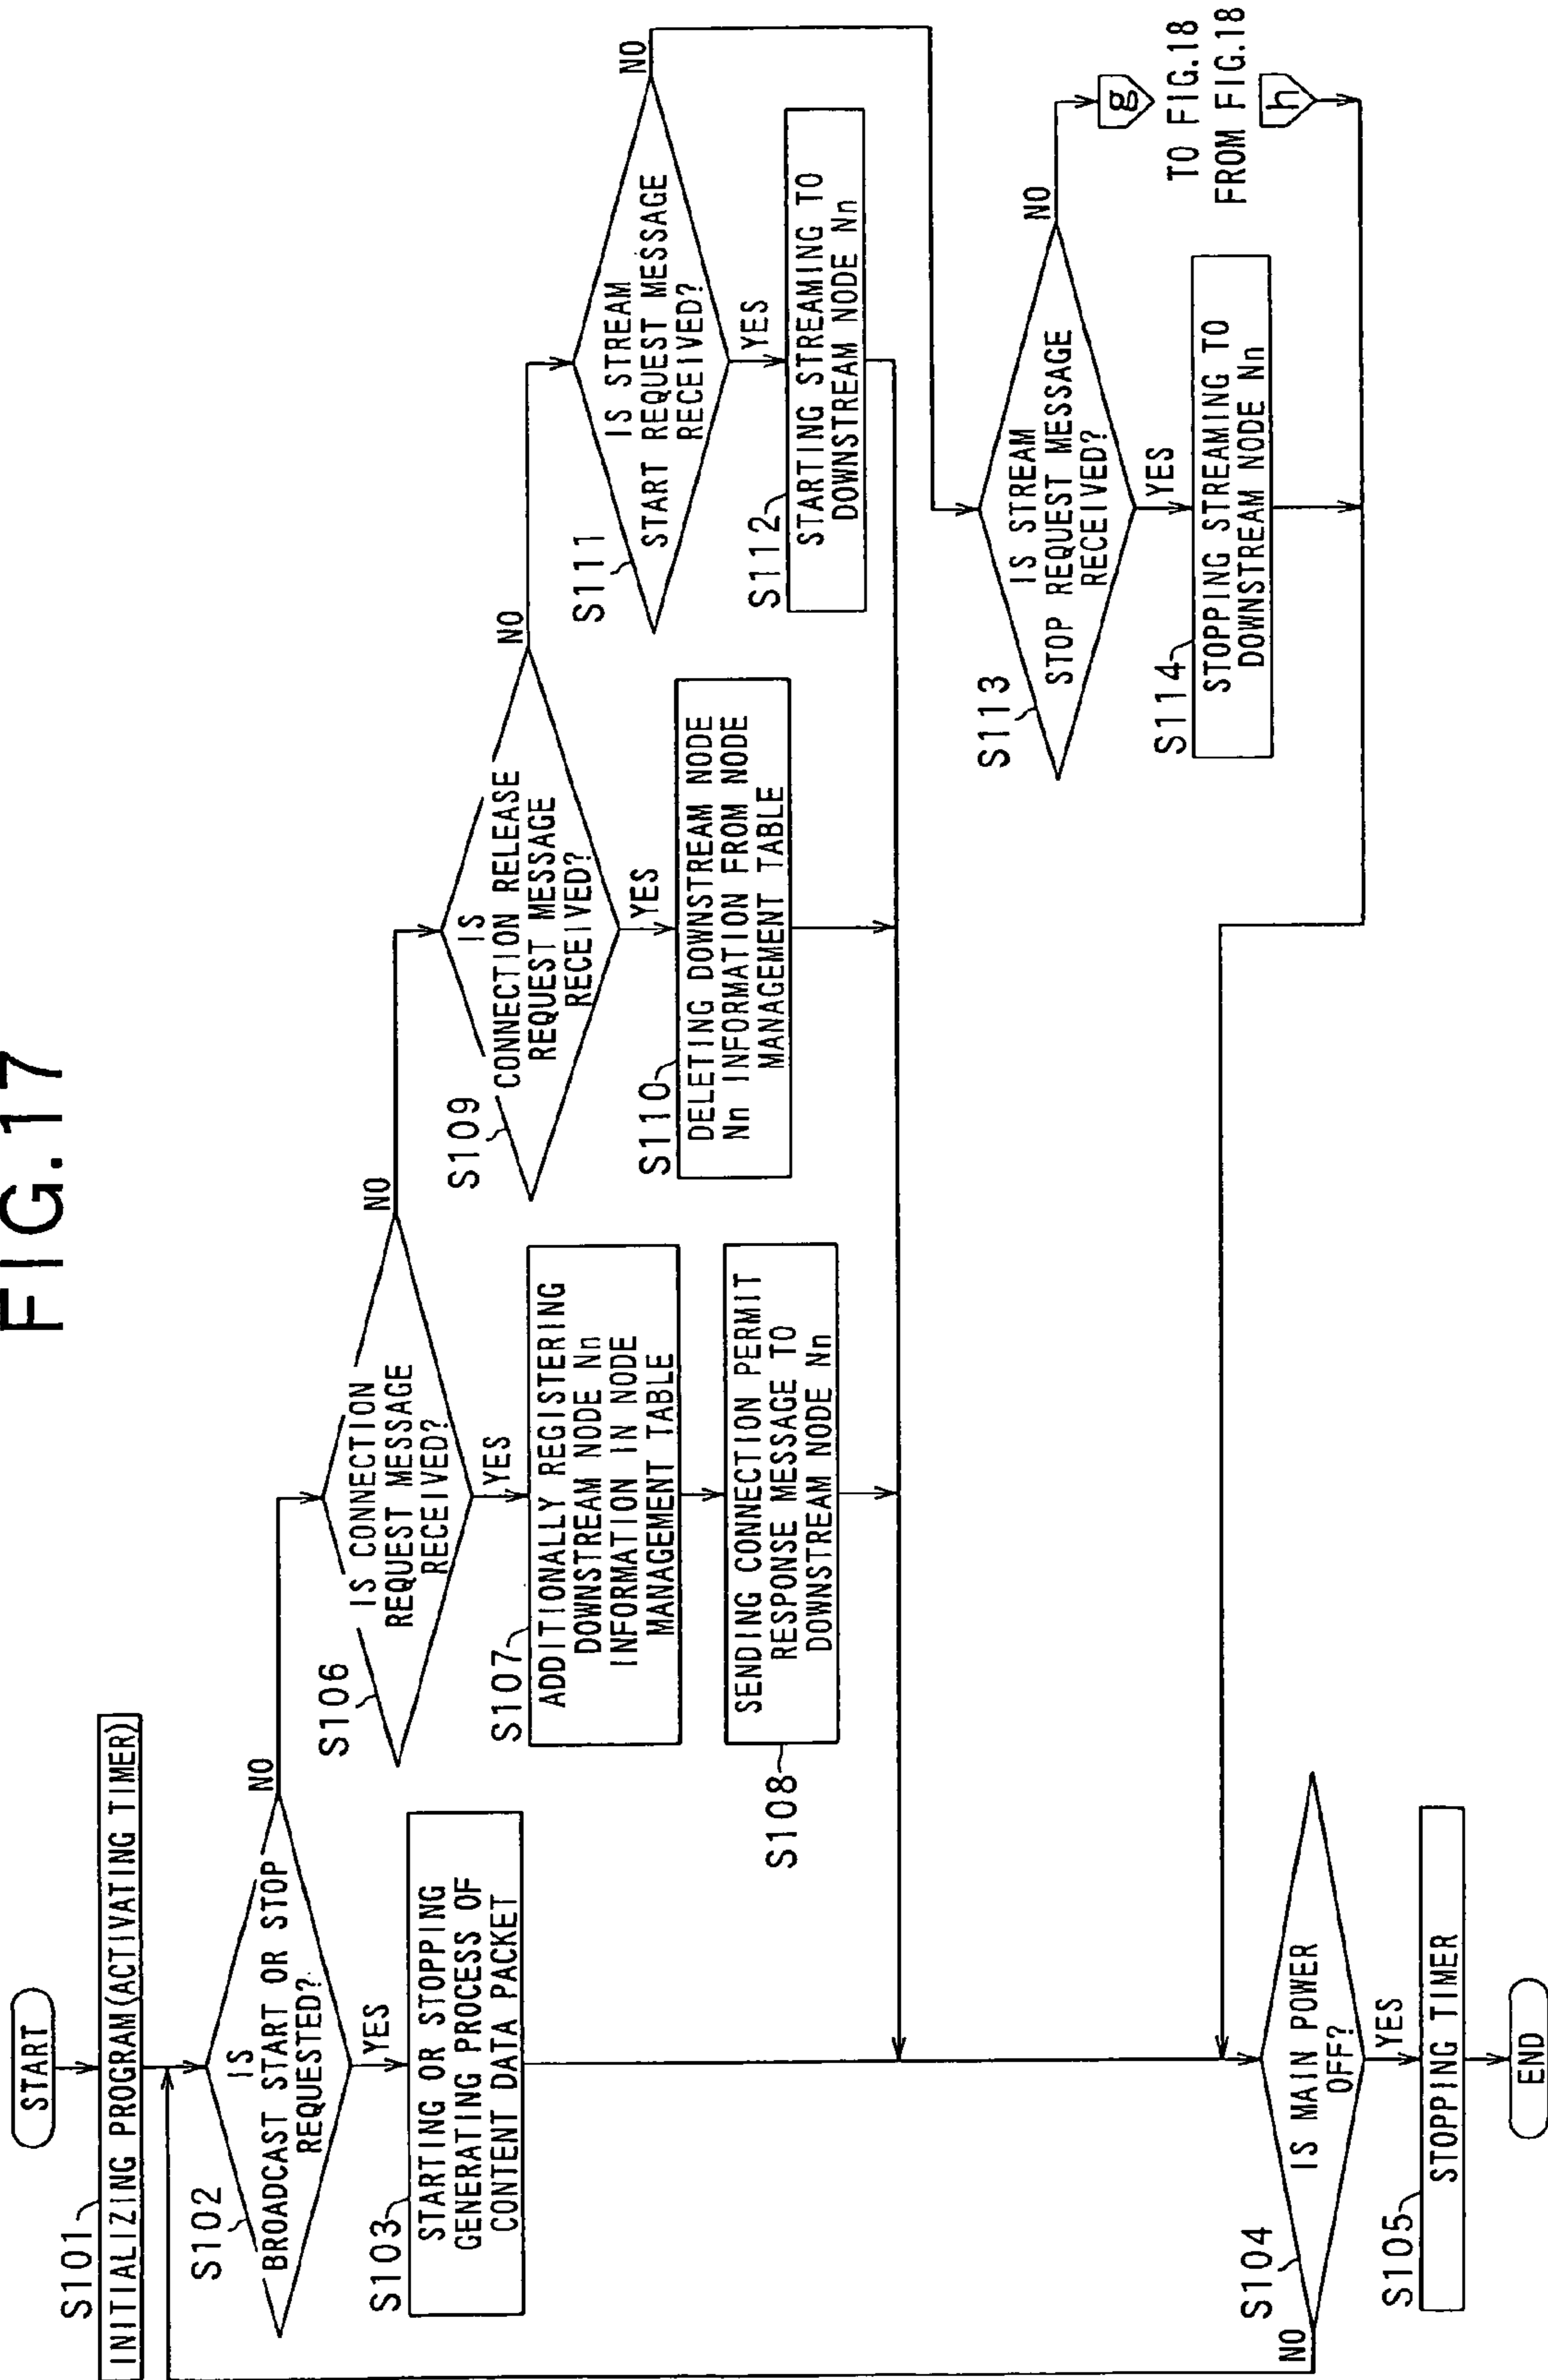 FIG.17
START
S101
INITIALIZING PROGRAM(ACTIVATING TIMER)
S102
IS
BROADCAST START OR STOP
REQUESTED?
NO
YES
S103
STARTING OR STOPPING
GENERATING PROCESS OF
CONTENT DATA PACKET
S106
IS CONNECTION
REQUEST MESSAGE
RECEIVED?
NO
YES
S107
ADDITIONALLY REGISTERING
DOWNSTREAM NODE Nn
INFORMATION IN NODE
MANAGEMENT TABLE
S108
SENDING CONNECTION PERMIT
RESPONSE MESSAGE TO
DOWNSTREAM NODE Nn
S109
IS
CONNECTION RELEASE
REQUEST MESSAGE
RECEIVED?
NO
YES
S110
DELETING DOWNSTREAM NODE
Nn INFORMATION FROM NODE
MANAGEMENT TABLE
S111
IS STREAM
START REQUEST MESSAGE
RECEIVED?
NO
YES
S112
STARTING STREAMING TO
DOWNSTREAM NODE Nn
S113
IS STREAM
STOP REQUEST MESSAGE
RECEIVED?
NO
YES
g
TO FIG.18
FROM FIG.18
h
S114
STOPPING STREAMING TO
DOWNSTREAM NODE Nn
S104
IS MAIN POWER
OFF?
NO
YES
S105
STOPPING TIMER
END